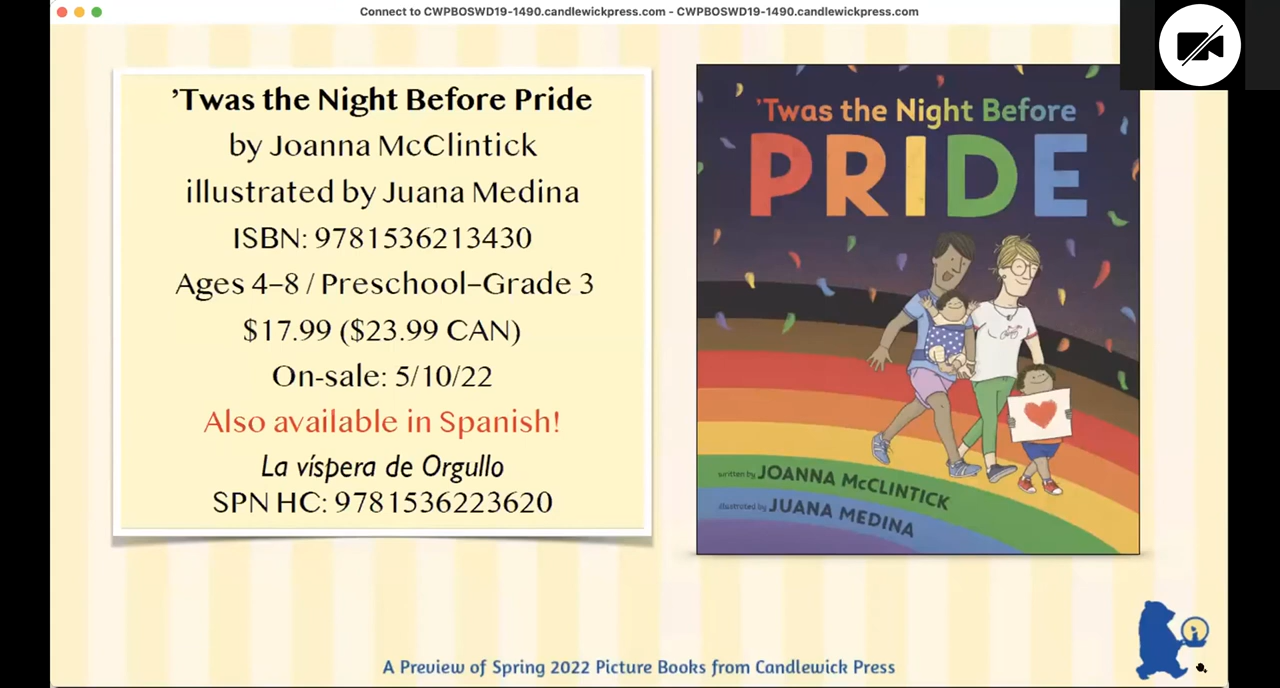 Connect to CWPBOSWD19-1490.candlewickpress.com - CWPBOSWD19-1490.candlewickpress.com
’Twas the Night Before Pride
by Joanna McClintick
illustrated by Juana Medina
ISBN: 9781536213430
Ages 4–8 / Preschool–Grade 3
$17.99 ($23.99 CAN)
On-sale: 5/10/22
Also available in Spanish!
La víspera de Orgullo
SPN HC: 9781536223620
’Twas the Night Before
PRIDE
written by JOANNA McCLINTICK
illustrated by JUANA MEDINA
A Preview of Spring 2022 Picture Books from Candlewick Press